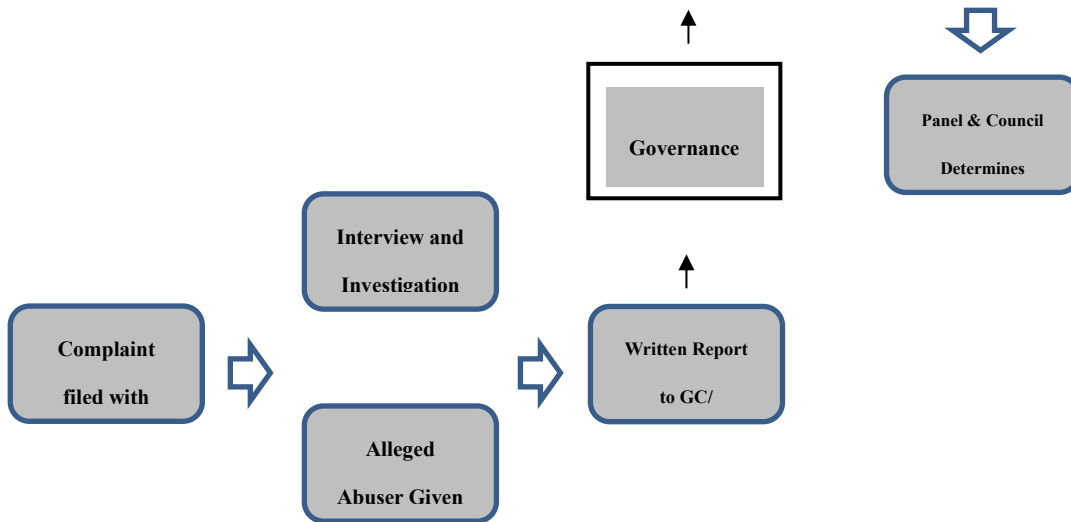 Governance
Panel & Council
Determines
Interview and
Investigation
Complaint
filed with
Written Report
to GC/
Alleged
Abuser Given